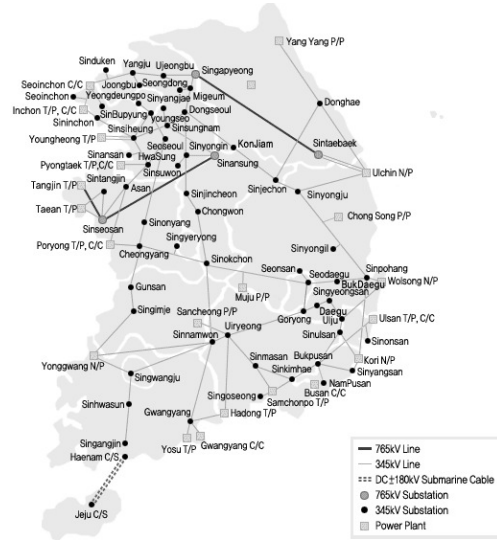 Yang Yang P/P
Sinduken
Yangju
Ujeongbu
Singapyeong
Seoinchon C/C
Joongbu
Seongdong
Seoinchon
Yeongdeungpo
Sinyangjae
Migeum
Donghae
Inchon T/P, C/C
SinBupyung
youngseo
Dongseoul
Sininchon
Sinsiheung
Sinsungnam
Sintaebaek
Youngheong T/P
Seoseoul
Sinansan
HwaSung
Sinyongin
KonJiam
Pyongtaek T/P,C/C
Sinsuwon
Sinansung
Ulchin N/P
Sintangjin
Tangjin T/P
Asan
Sinjincheon
Sinjechon
Sinyongju
Taean T/P
Chongwon
Chong Song P/P
Sinseosan
Sinonyang
Singyeryong
Sinyongil
Poryong T/P, C/C
Cheongyang
Sinokchon
Seonsan
Seodaegu
Sinpohang
BukDaegu
Wolsong N/P
Gunsan
Muju P/P
Singyeongsan
Singimje
Sancheong P/P
Daegu
Ulsan T/P, C/C
Goryong
Uiju
Uiryeong
Sinulsan
Sinonsan
Sinnamwon
Yonggwang N/P
Sinmasan
Bukpusan
Kori N/P
Singwangju
Sinkimhae
Sinyangsan
NamPusan
Sinhwasun
Singoseong
Busan C/C
Gwangyang
Samchonpo T/P
Hadong T/P
Singangjin
Yosu T/P
Gwangyang C/C
Haenam C/S
Jeju C/S
765kV Line
345kV Line
DC±180kV Submarine Cable
765kV Substation
345kV Substation
Power Plant